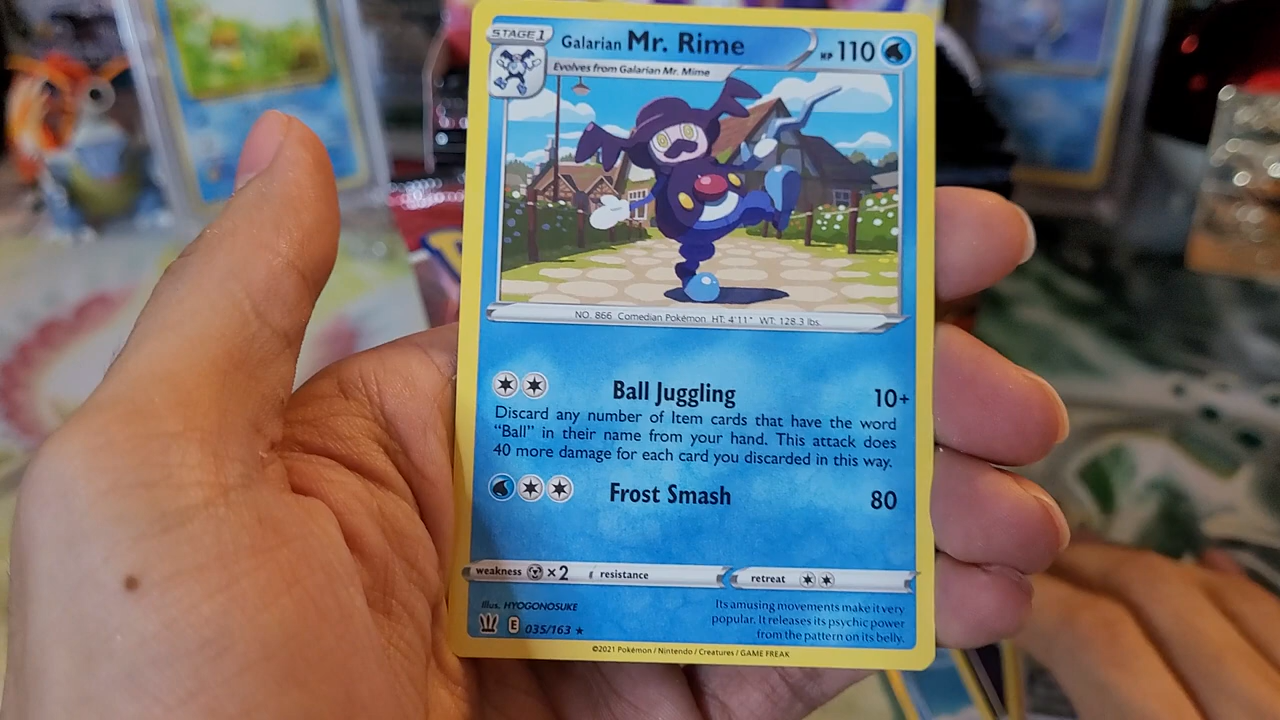 STAGE 1
Galarian Mr. Rime HP 110
Evolves from Galarian Mr. Mime
NO. 866 Comedian Pokémon HT: 4'11" WT: 128.3 lbs.
Ball Juggling 10+
Discard any number of Item cards that have the word
“Ball” in their name from your hand. This attack does
40 more damage for each card you discarded in this way.
Frost Smash 80
weakness ×2 resistance retreat
Illus. HYOGONOSUKE
E 035/163 ★
Its amusing movements make it very
popular. It releases its psychic power
from the pattern on its belly.
©2021 Pokémon / Nintendo / Creatures / GAME FREAK